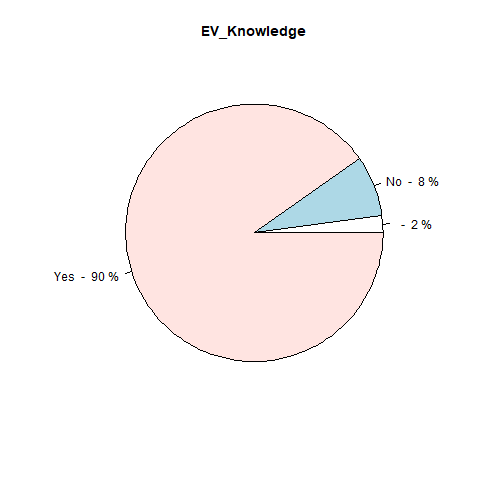 EV_Knowledge
No - 8 %
- 2 %
Yes - 90 %